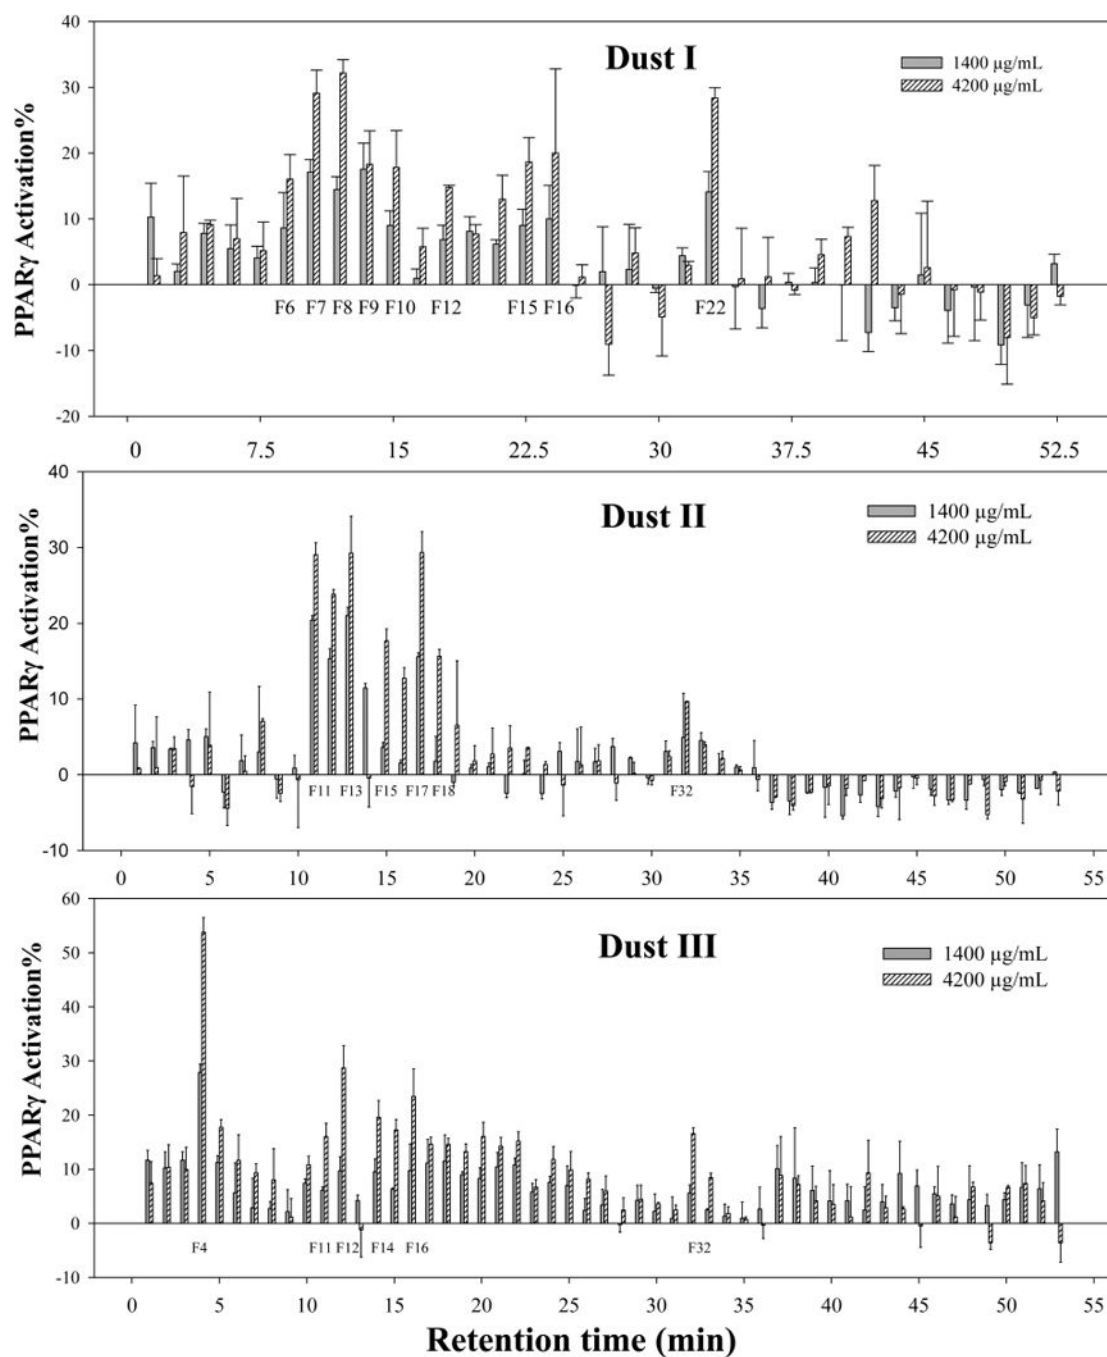 Dust I
1400 µg/mL
4200 µg/mL
PPARγ Activation%
40
30
20
10
0
-10
-20
F6 F7 F8 F9 F10 F12 F15 F16 F22
0 7.5 15 22.5 30 37.5 45 52.5
Dust II
1400 µg/mL
4200 µg/mL
PPARγ Activation%
40
30
20
10
0
-10
F11 F13 F15 F17 F18 F32
0 5 10 15 20 25 30 35 40 45 50 55
Dust III
1400 µg/mL
4200 µg/mL
PPARγ Activation%
60
50
40
30
20
10
0
-10
F4 F11 F12 F14 F16 F32
0 5 10 15 20 25 30 35 40 45 50 55
Retention time (min)